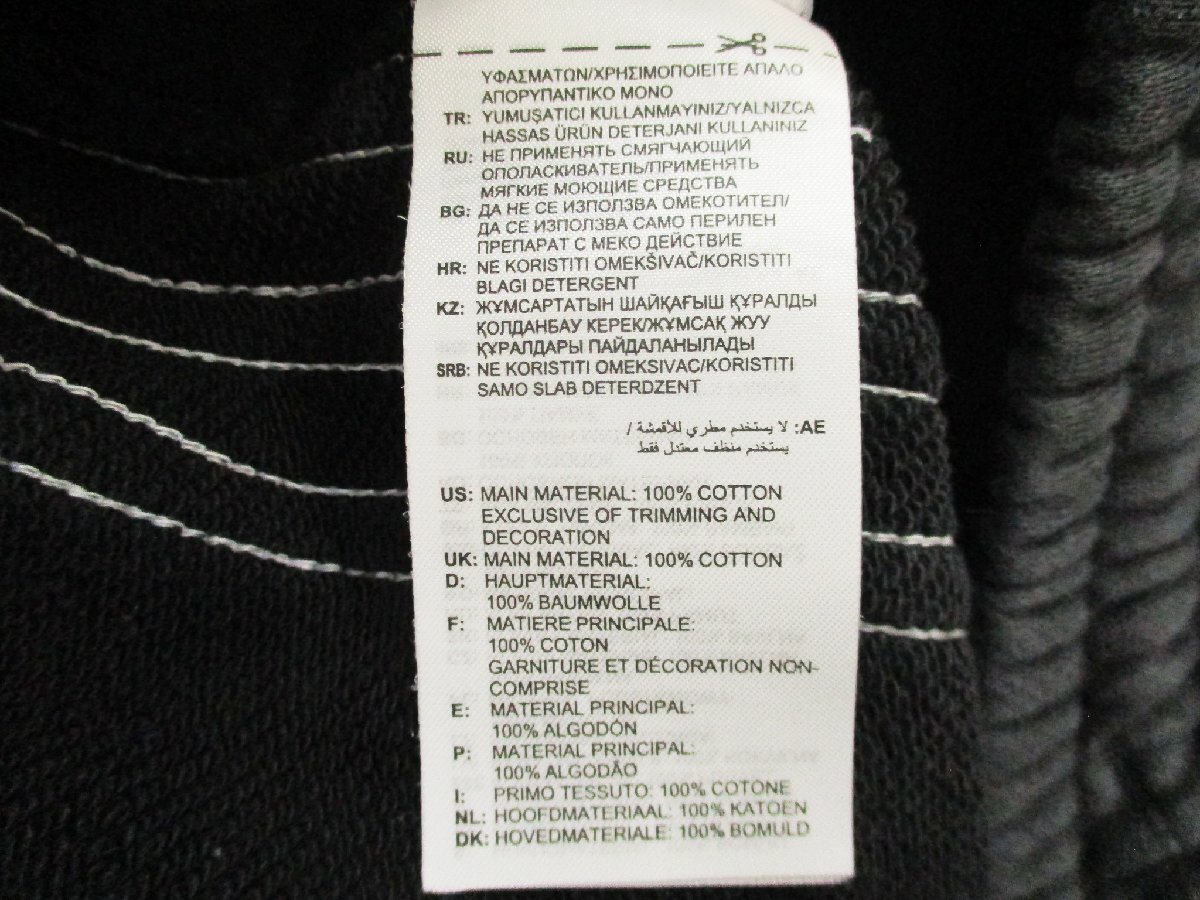 ΥΦΑΣΜΑΤΩΝ/ΧΡΗΣΙΜΟΠΟΙΕΙΤΕ ΑΠΑΛΟ
ΑΠΟΡΥΠΑΝΤΙΚΟ ΜΟΝΟ
TR: YUMUŞATICI KULLANMAYINIZ/YALNIZCA
HASSAS ÜRÜN DETERJANI KULLANINIZ
RU: НЕ ПРИМЕНЯТЬ СМЯГЧАЮЩИЙ
ОПОЛАСКИВАТЕЛЬ/ПРИМЕНЯТЬ
МЯГКИЕ МОЮЩИЕ СРЕДСТВА
BG: ДА НЕ СЕ ИЗПОЛЗВА ОМЕКОТИТЕЛ/
ДА СЕ ИЗПОЛЗВА САМО ПЕРИЛЕН
ПРЕПАРАТ С МЕКО ДЕЙСТВИЕ
HR: NE KORISTITI OMEKŠIVAČ/KORISTITI
BLAGI DETERGENT
KZ: ЖҰМСАРТАТЫН ШАЙҚАҒЫШ ҚҰРАЛДЫ
ҚОЛДАНБАУ КЕРЕК/ЖҰМСАҚ ЖУУ
ҚҰРАЛДАРЫ ПАЙДАЛАНЫЛАДЫ
SRB: NE KORISTITI OMEKSIVAC/KORISTITI
SAMO SLAB DETERDZENT
AE: لا يستخدم مطري للأقمشة /
يستخدم منظف معتدل فقط
US: MAIN MATERIAL: 100% COTTON
EXCLUSIVE OF TRIMMING AND
DECORATION
UK: MAIN MATERIAL: 100% COTTON
D: HAUPTMATERIAL:
100% BAUMWOLLE
F: MATIERE PRINCIPALE:
100% COTON
GARNITURE ET DÉCORATION NON-
COMPRISE
E: MATERIAL PRINCIPAL:
100% ALGODÓN
P: MATERIAL PRINCIPAL:
100% ALGODÃO
I: PRIMO TESSUTO: 100% COTONE
NL: HOOFDMATERIAAL: 100% KATOEN
DK: HOVEDMATERIALE: 100% BOMULD